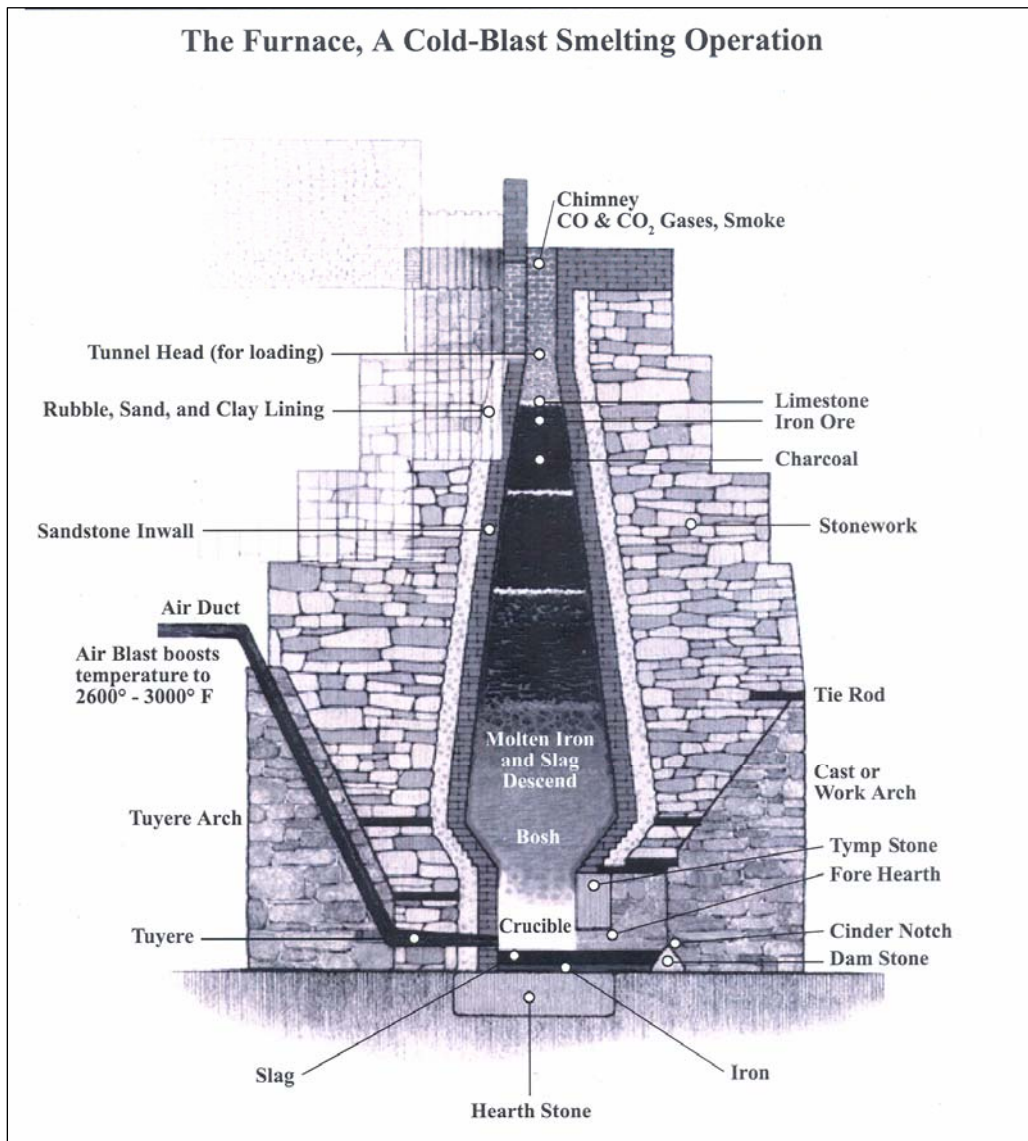 The Furnace, A Cold-Blast Smelting Operation
Chimney
CO & CO₂ Gases, Smoke
Tunnel Head (for loading)
Rubble, Sand, and Clay Lining
Limestone
Iron Ore
Charcoal
Sandstone Inwall
Stonework
Air Duct
Air Blast boosts
temperature to
2600° - 3000° F
Tie Rod
Molten Iron
and Slag
Descend
Cast or
Work Arch
Tuyere Arch
Bosh
Tymp Stone
Fore Hearth
Crucible
Tuyere
Cinder Notch
Dam Stone
Slag
Iron
Hearth Stone